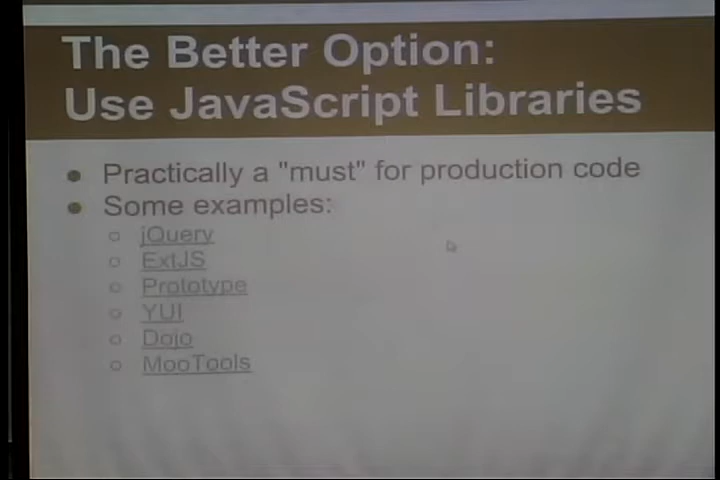 The Better Option:
Use JavaScript Libraries
Practically a "must" for production code
Some examples:
jQuery
ExtJS
Prototype
YUI
Dojo
MooTools